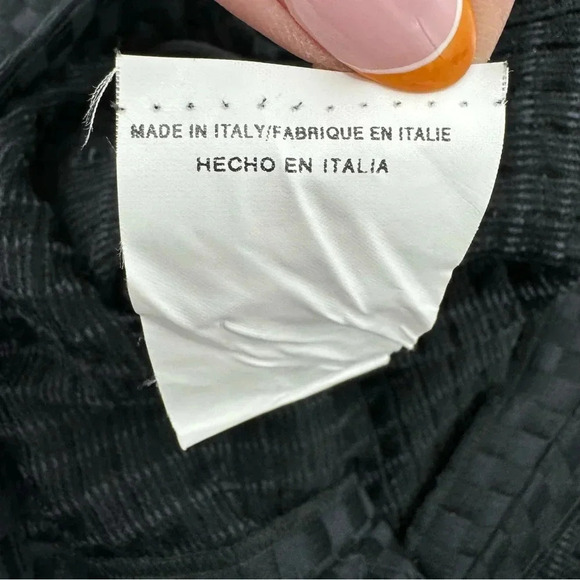 MADE IN ITALY/FABRIQUE EN ITALIE
HECHO EN ITALIA